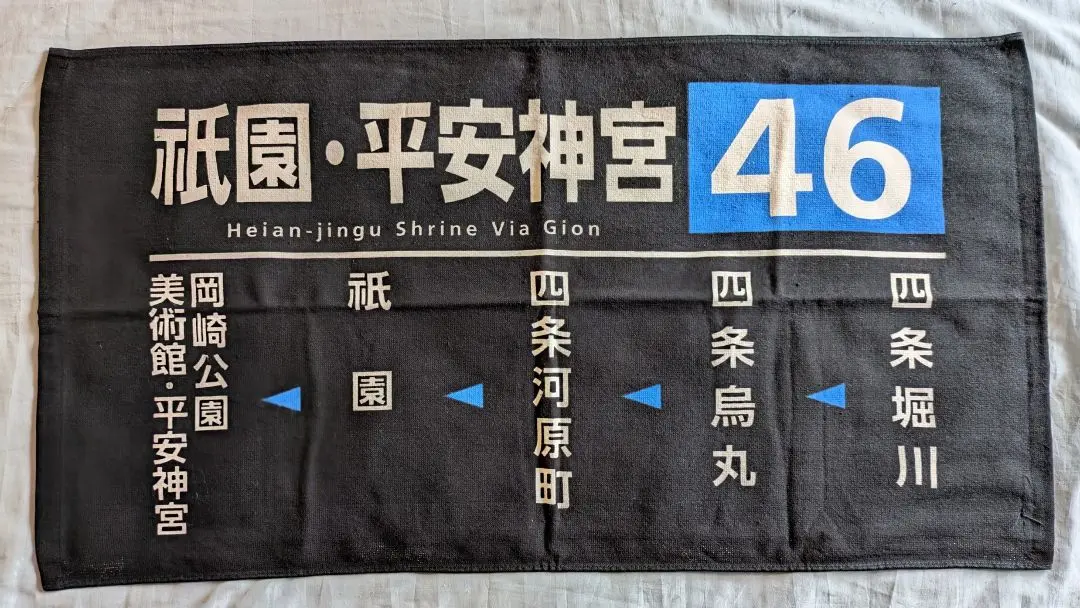 祇園・平安神宮 46
Heian-jingu Shrine Via Gion
四条堀川
四条烏丸
四条河原町
祇園
岡崎公園
美術館・平安神宮